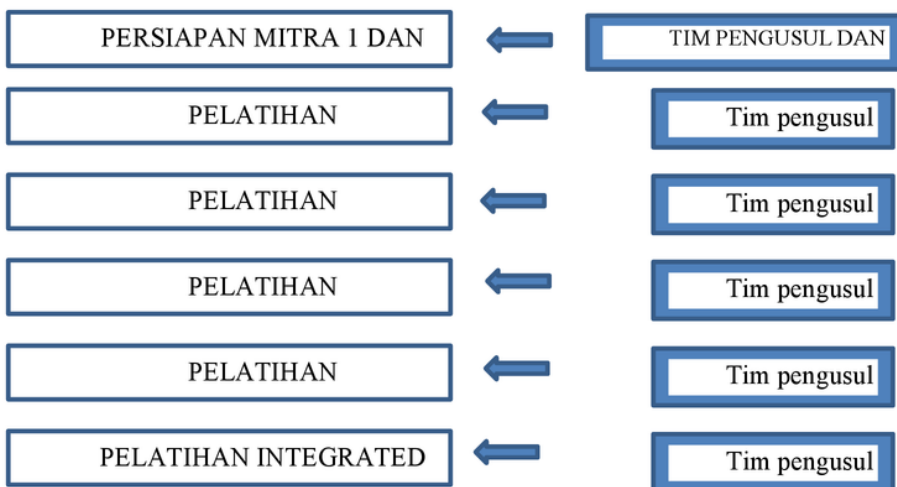 PERSIAPAN MITRA 1 DAN
TIM PENGUSUL DAN
PELATIHAN
Tim pengusul
PELATIHAN
Tim pengusul
PELATIHAN
Tim pengusul
PELATIHAN
Tim pengusul
PELATIHAN INTEGRATED
Tim pengusul